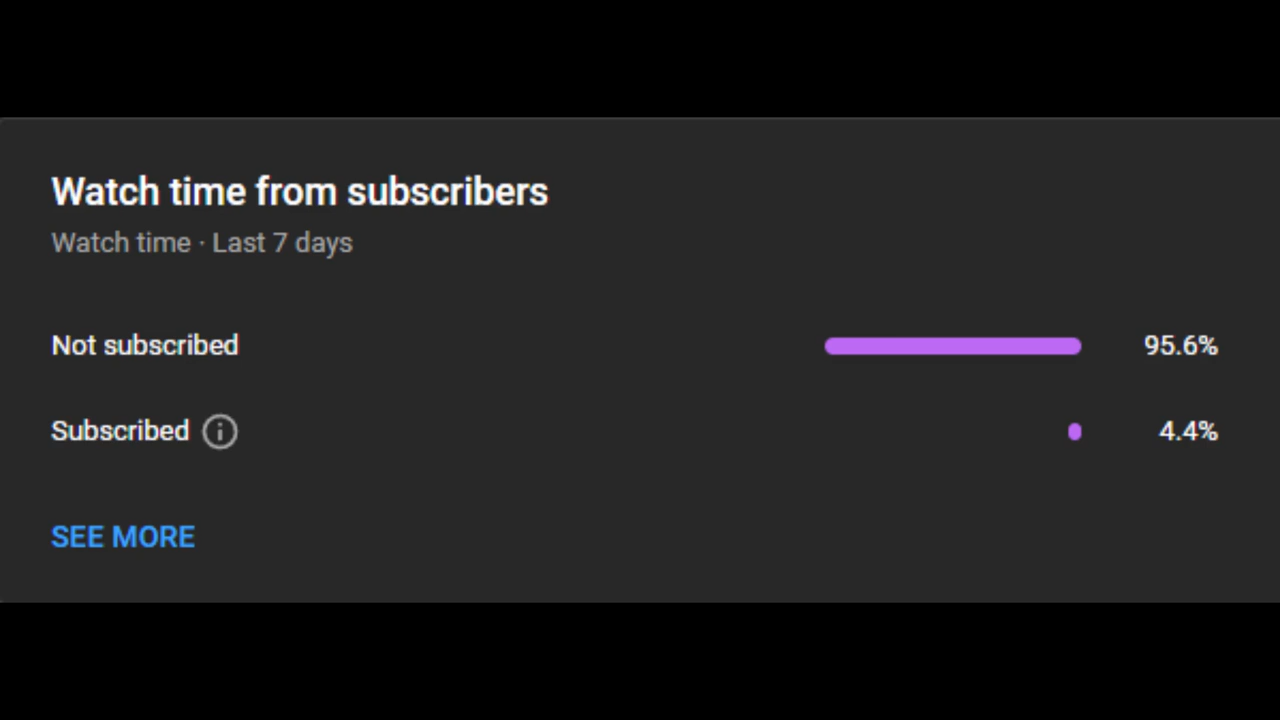 Watch time from subscribers
Watch time · Last 7 days
Not subscribed 95.6%
Subscribed 4.4%
SEE MORE